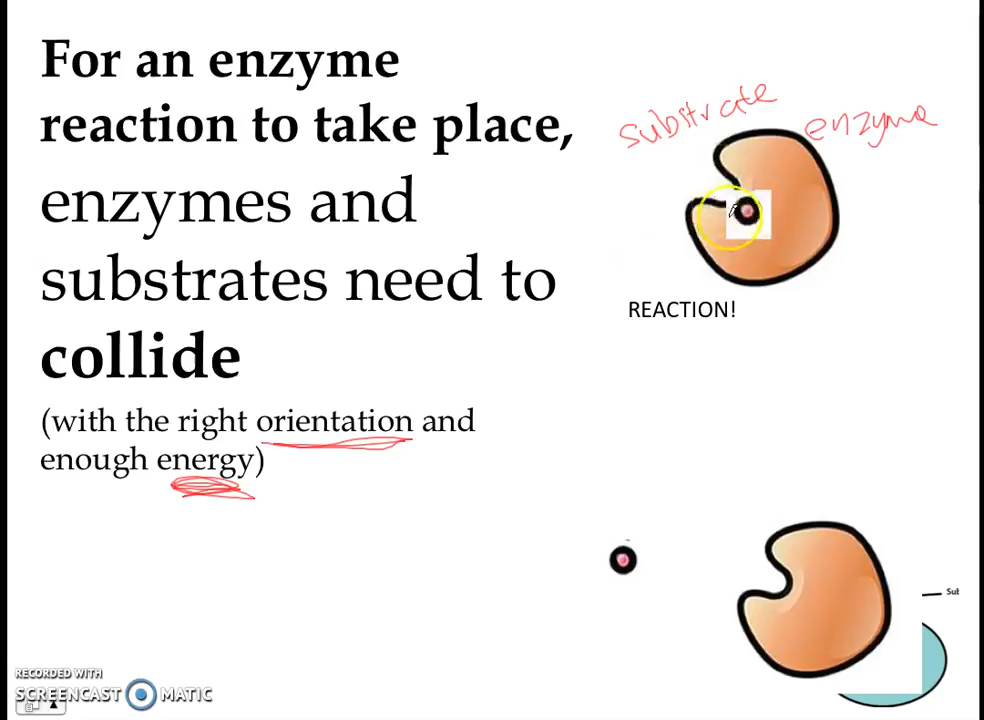 For an enzyme
reaction to take place,
enzymes and
substrates need to
collide
(with the right orientation and
enough energy)
substrate
enzyme
REACTION!
Sub
RECORDED WITH
SCREENCAST MATIC